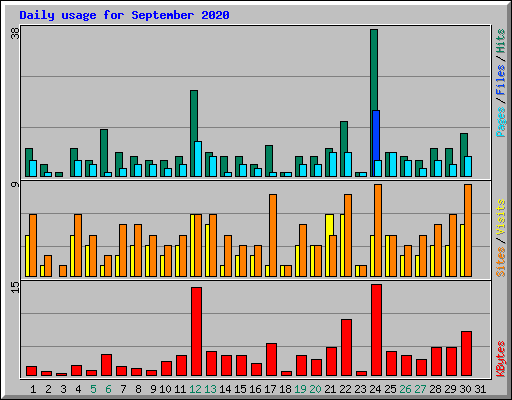 Daily usage for September 2020
38
Pages / Files / Hits
9
Sites / Visits
15
KBytes
1 2 3 4 5 6 7 8 9 10 11 12 13 14 15 16 17 18 19 20 21 22 23 24 25 26 27 28 29 30 31